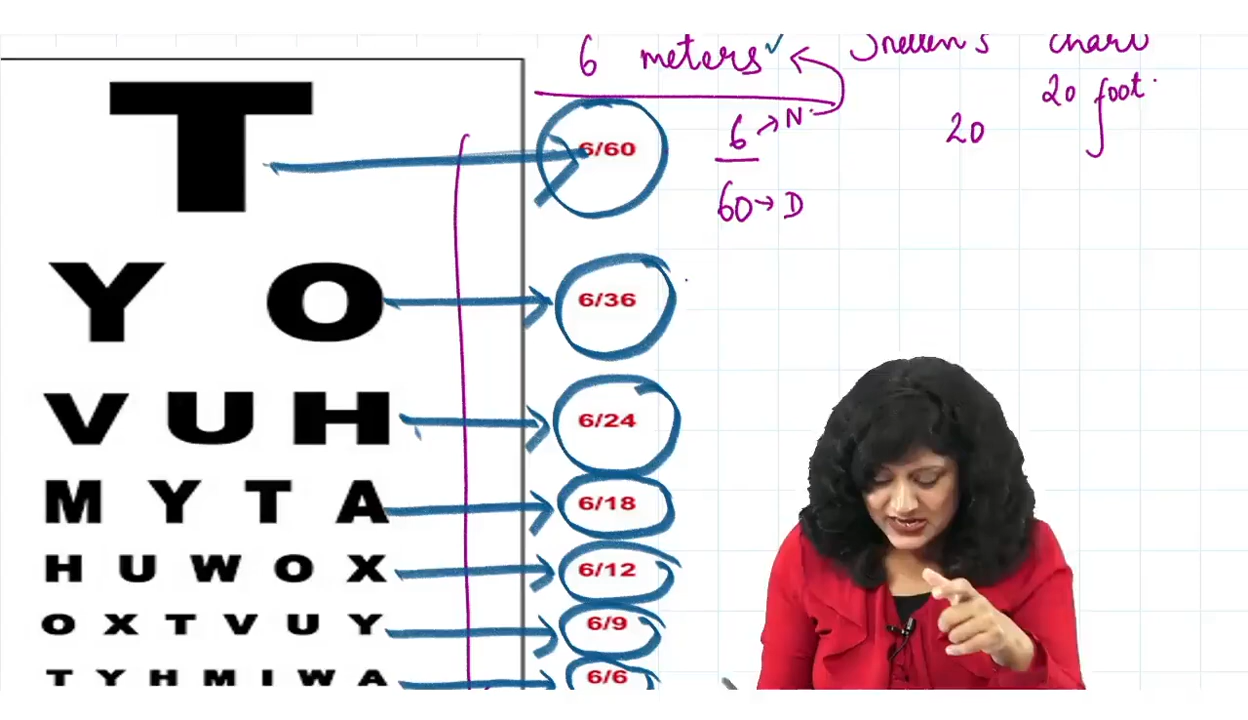 6 meters✓ Snellen's chart
20 foot.
T 6/60 6 → N. 20
60 → D
Y O 6/36
V U H 6/24
M Y T A 6/18
H U W O X 6/12
O X T V U Y 6/9
T Y H M I W A 6/6